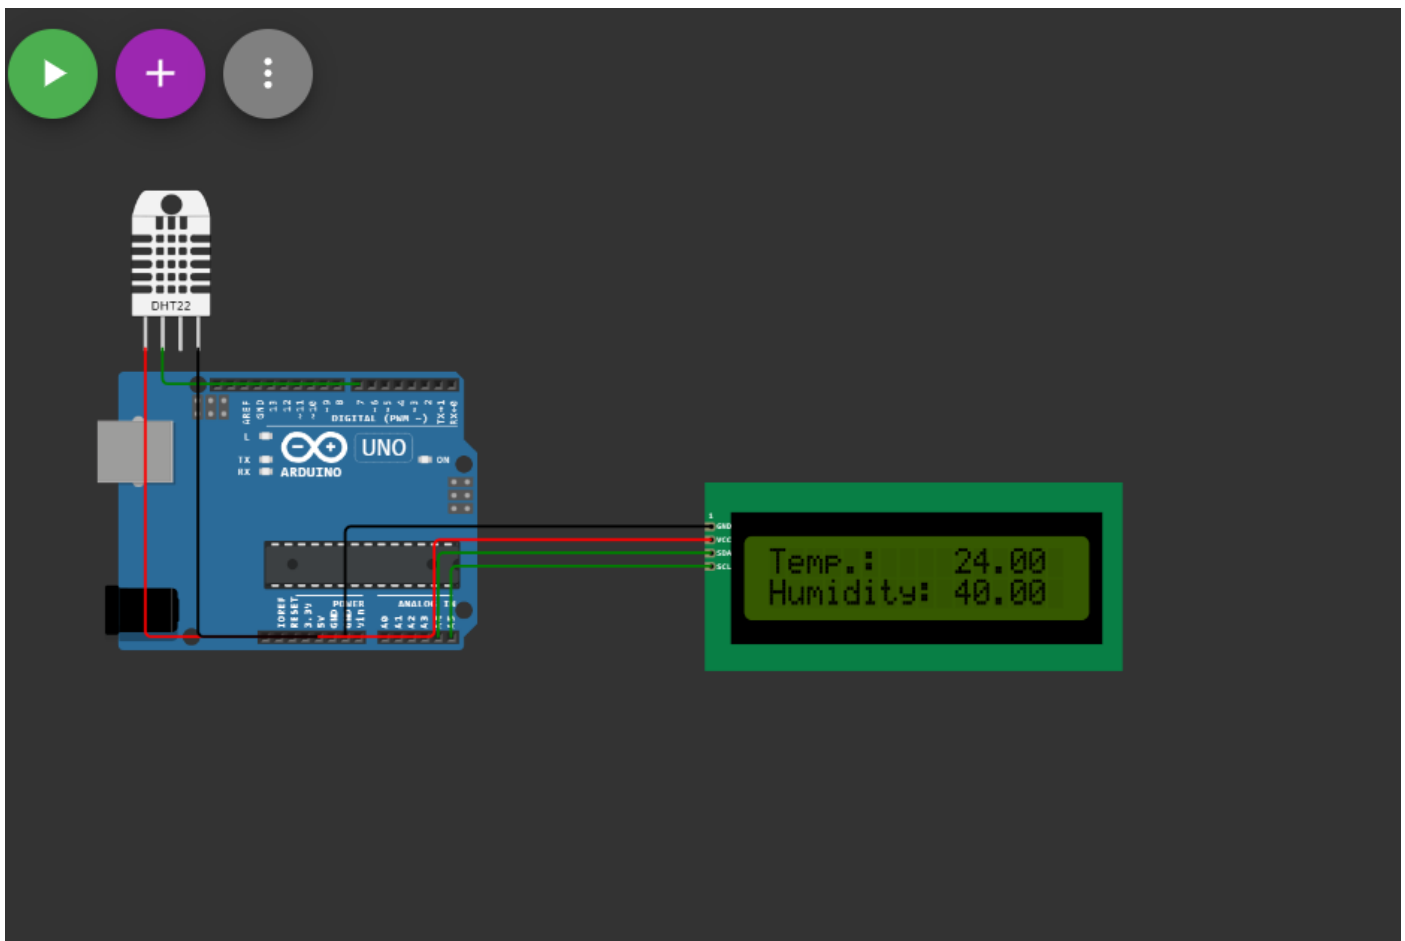 DHT22
AREF
GND
13
12
~11
~10
~9
8
7
~6
~5
4
~3
2
TX→1
RX←0
DIGITAL (PWM ~)
L
TX
RX
UNO
ARDUINO
ON
1
GND
VCC
SDA
SCL
Temp.: 24.00
Humidity: 40.00
POWER
ANALOG IN
IOREF
RESET
3.3V
5V
GND
GND
Vin
A0
A1
A2
A3